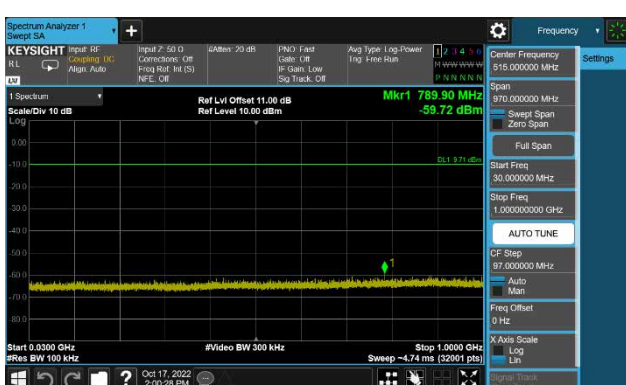 Spectrum Analyzer 1
Swept SA
+
Frequency
KEYSIGHT
RL
LW
Input: RF
Coupling: DC
Align: Auto
Input Z: 50 Ω
Corrections: Off
Freq Ref: Int (S)
NFE: Off
#Atten: 20 dB
PNO: Fast
Gate: Off
IF Gain: Low
Sig Track: Off
Avg Type: Log-Power
Trig: Free Run
1 2 3 4 5 6
M W W W W W
P N N N N N
1 Spectrum
Scale/Div 10 dB
Log
Ref Lvl Offset 11.00 dB
Ref Level 10.00 dBm
Mkr1 789.90 MHz
-59.72 dBm
0.00
DL1 -9.71 dBm
-10.0
-20.0
-30.0
-40.0
-50.0
1
-60.0
-70.0
-80.0
Start 0.0300 GHz
#Res BW 100 kHz
#Video BW 300 kHz
Stop 1.0000 GHz
Sweep ~4.74 ms (32001 pts)
?
Oct 17, 2022
2:00:28 PM
Center Frequency
515.000000 MHz
Settings
Span
970.000000 MHz
Swept Span
Zero Span
Full Span
Start Freq
30.000000 MHz
Stop Freq
1.000000000 GHz
AUTO TUNE
CF Step
97.000000 MHz
Auto
Man
Freq Offset
0 Hz
X Axis Scale
Log
Lin
Signal Track